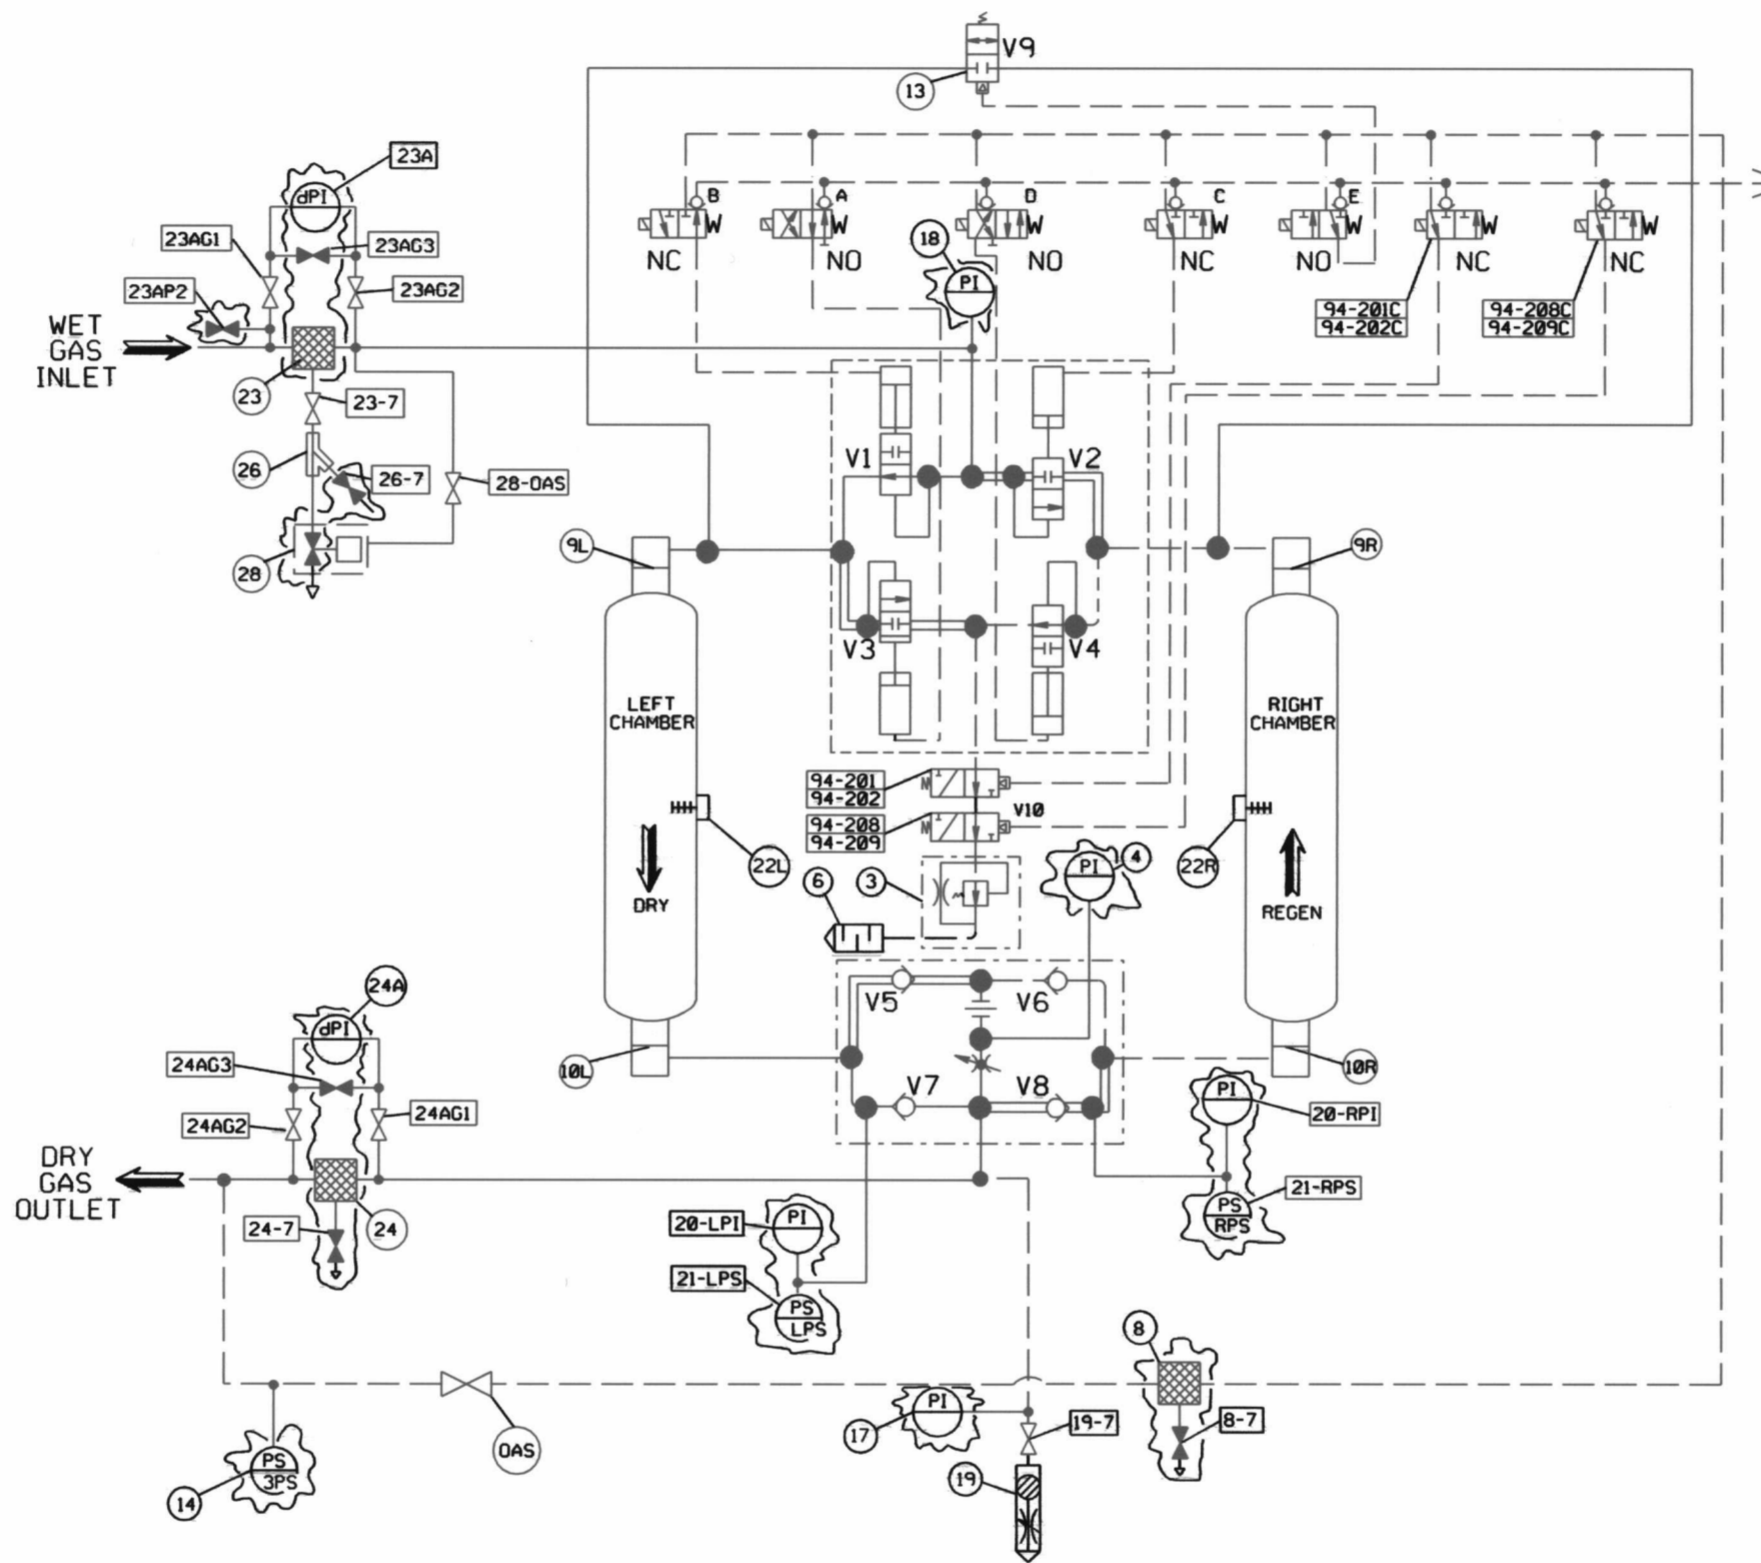 V9
13
23A
dPI
23AG1
23AG3
23AP2
23AG2
WET
GAS
INLET
23
23-7
26
26-7
28-OAS
28
B
W
NC
A
W
NO
D
W
NO
C
W
NC
E
W
NO
W
NC
W
NC
18
PI
94-201C
94-202C
94-208C
94-209C
V1
V2
V3
V4
9L
9R
LEFT
CHAMBER
RIGHT
CHAMBER
94-201
94-202
V10
94-208
94-209
22L
22R
DRY
REGEN
6
3
PI
4
V5
V6
V7
V8
10L
10R
24A
dPI
24AG3
24AG2
24AG1
DRY
GAS
OUTLET
24-7
24
PI
20-RPI
21-RPS
PS
RPS
20-LPI
PI
21-LPS
PS
LPS
8
8-7
PI
17
19-7
19
OAS
PS
3PS
14